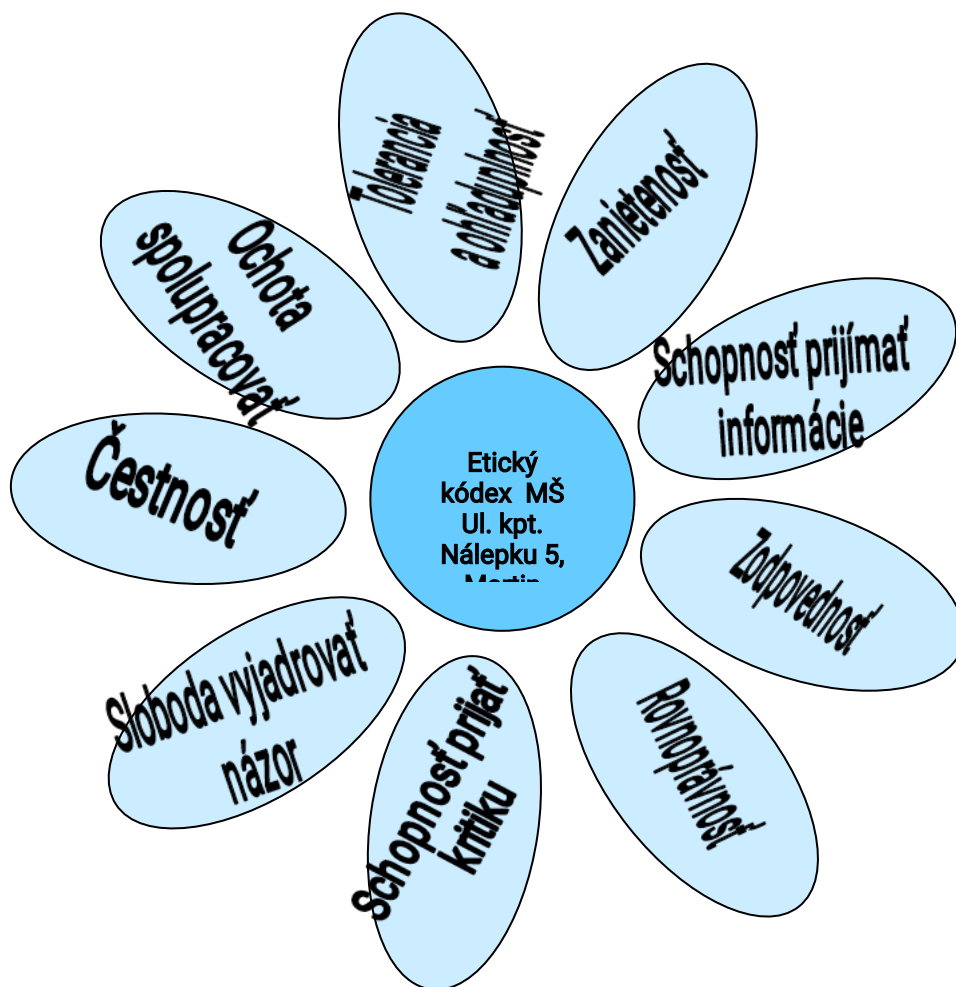 Tolerancia
a ohľaduplnosť
Zanietenosť
Schopnosť prijímať
informácie
Zodpovednosť
Rovnoprávnosť
Schopnosť prijať
kritiku
Sloboda vyjadrovať
názor
Čestnosť
Ochota
spolupracovať
Etický
kódex MŠ
Ul. kpt.
Nálepku 5,
Martin